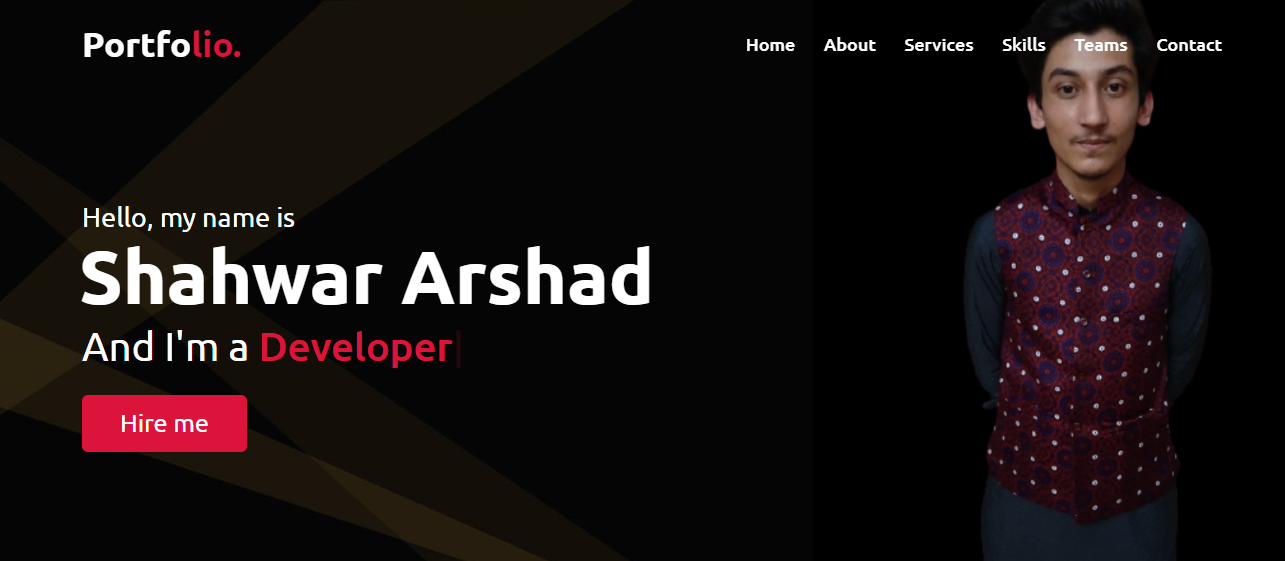 Portfolio.
Home About Services Skills Teams Contact
Hello, my name is
Shahwar Arshad
And I'm a Developer
Hire me